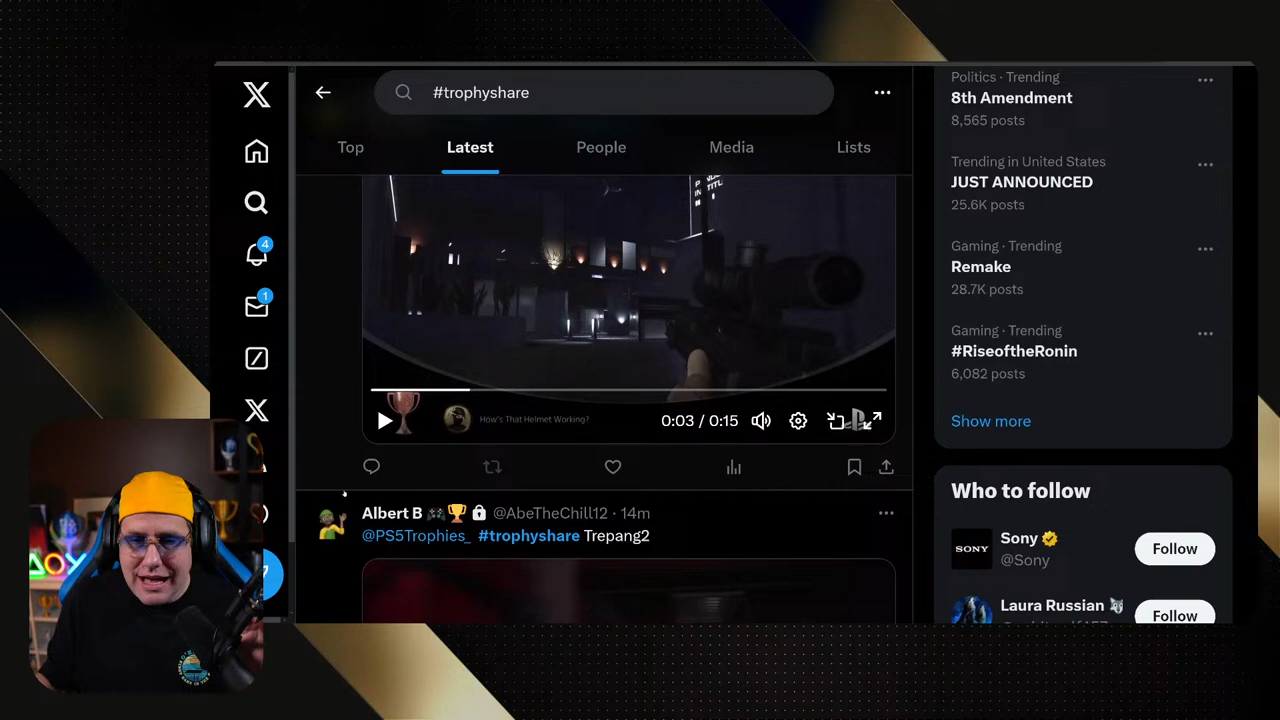 #trophyshare
Top
Latest
People
Media
Lists
How's That Helmet Working?
0:03 / 0:15
Albert B @AbeTheChill12 · 14m
@PS5Trophies_ #trophyshare Trepang2
4
1
Politics · Trending
8th Amendment
8,565 posts
Trending in United States
JUST ANNOUNCED
25.6K posts
Gaming · Trending
Remake
28.7K posts
Gaming · Trending
#RiseoftheRonin
6,082 posts
Show more
Who to follow
SONY
Sony
@Sony
Follow
Laura Russian
Follow